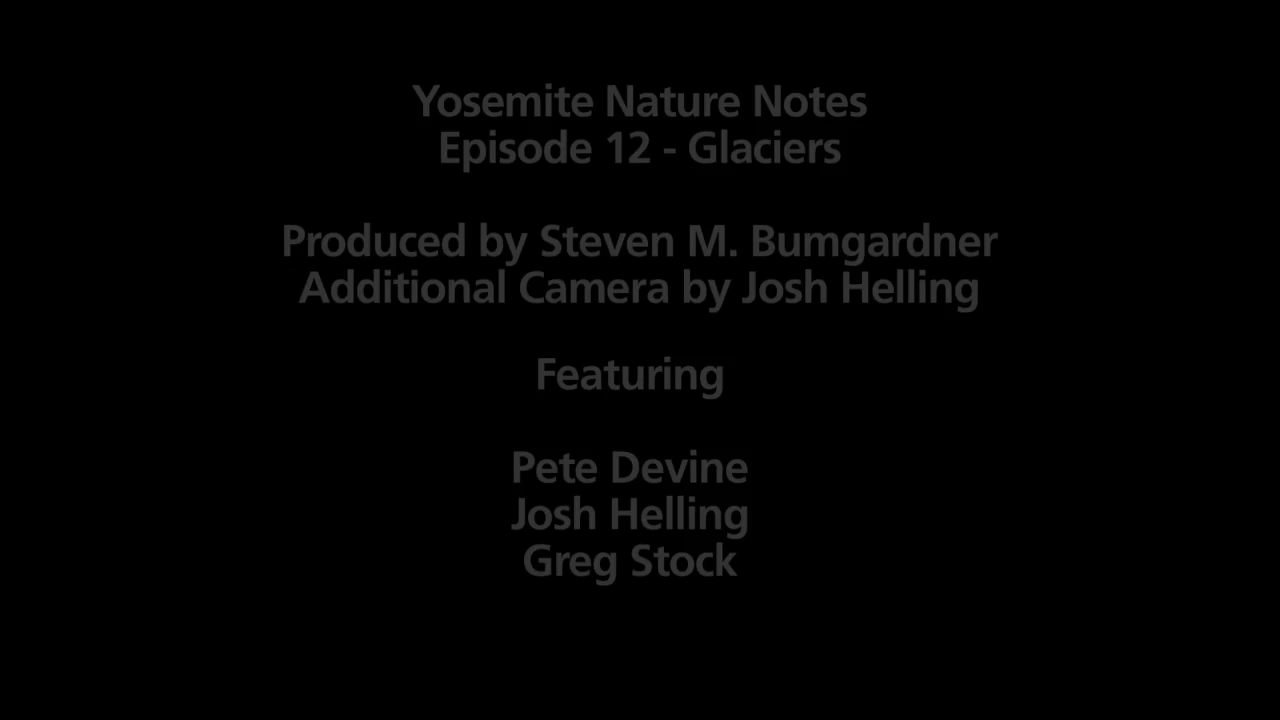 Yosemite Nature Notes
Episode 12 - Glaciers
Produced by Steven M. Bumgardner
Additional Camera by Josh Helling
Featuring
Pete Devine
Josh Helling
Greg Stock